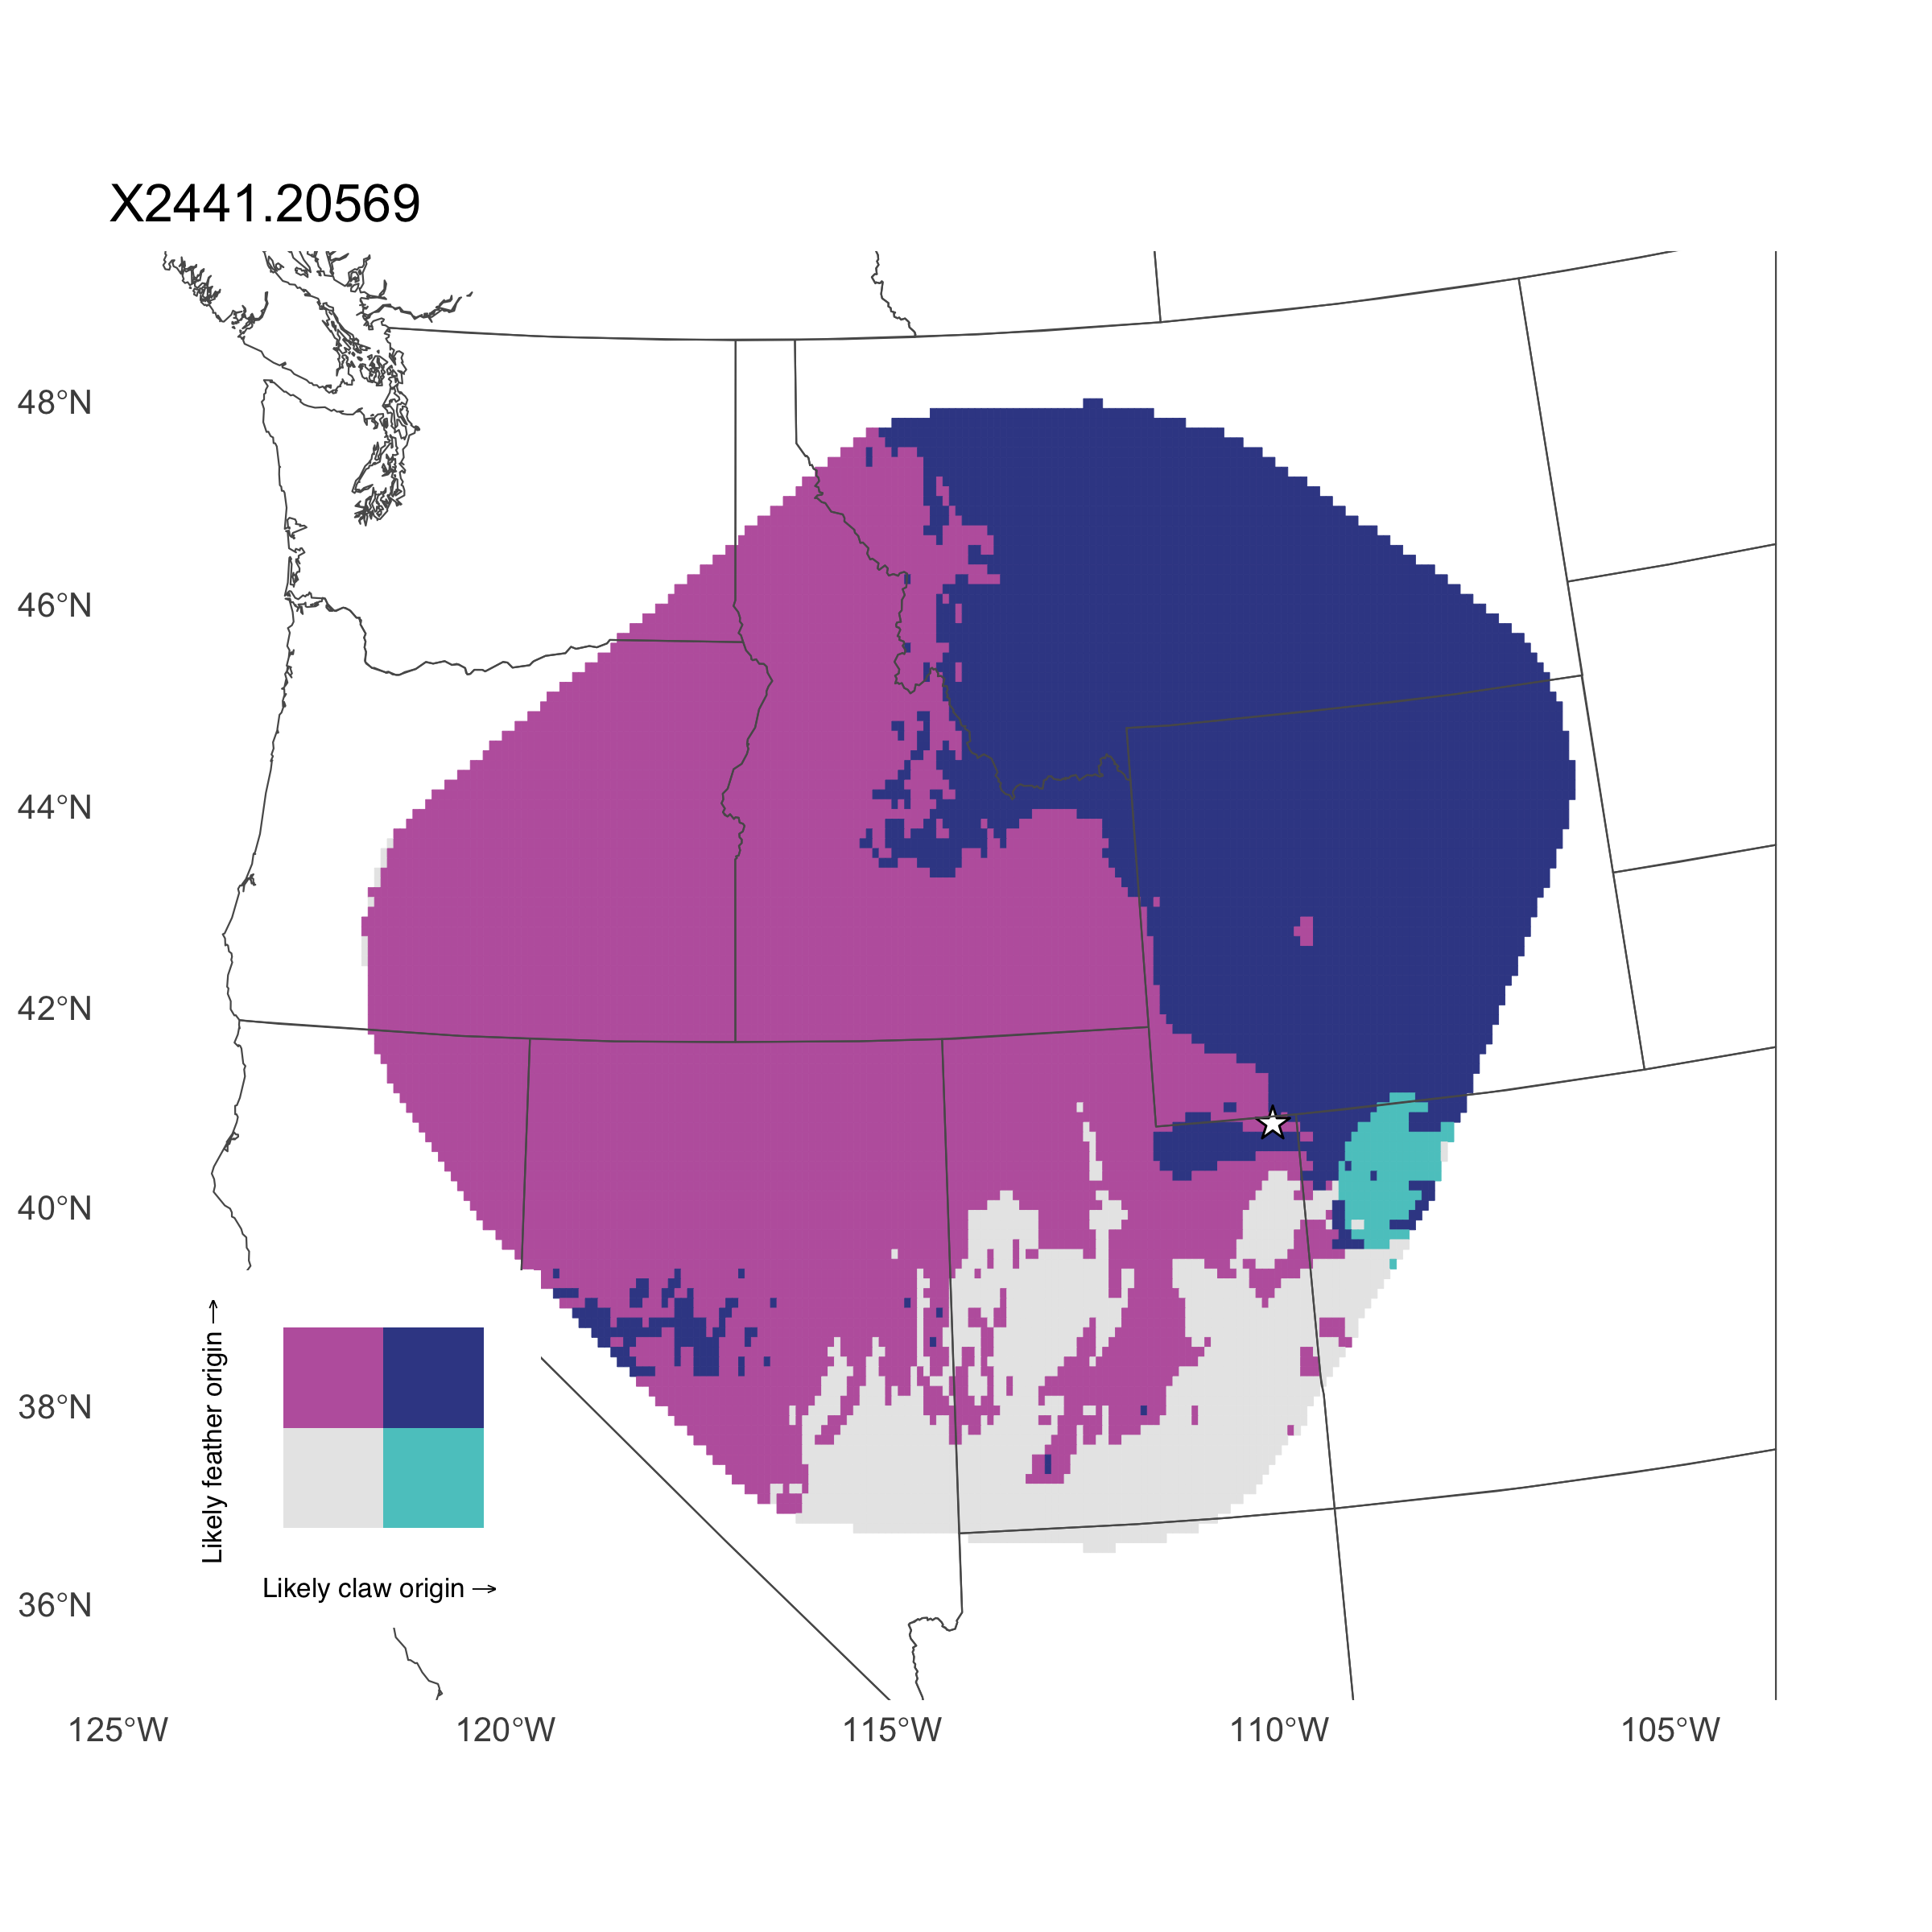 X2441.20569
48°N
46°N
44°N
42°N
40°N
38°N
36°N
Likely feather origin →
Likely claw origin →
125°W 120°W 115°W 110°W 105°W